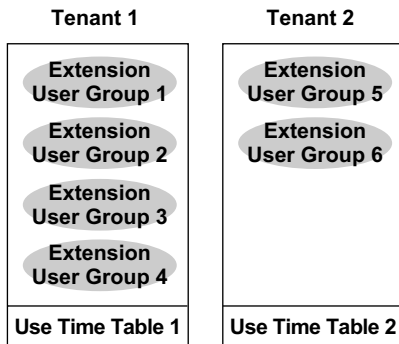 Tenant 1
Extension
User Group 1
Extension
User Group 2
Extension
User Group 3
Extension
User Group 4
Use Time Table 1
Tenant 2
Extension
User Group 5
Extension
User Group 6
Use Time Table 2